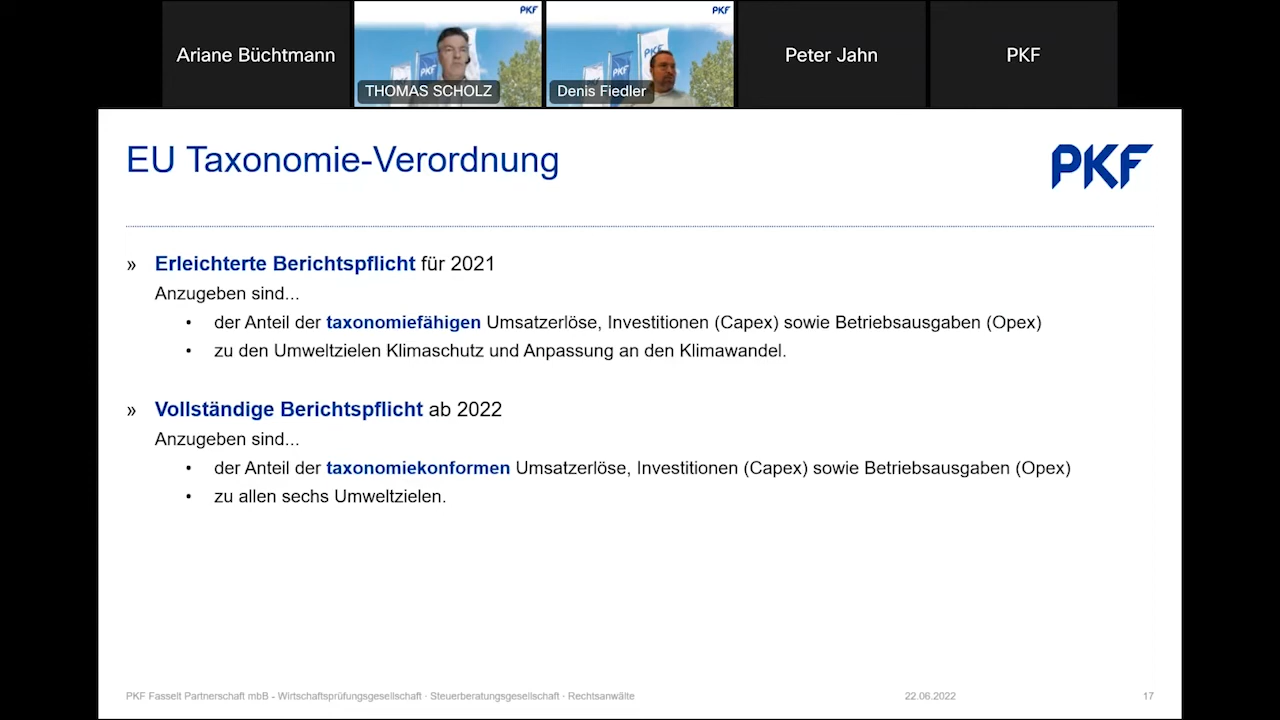 Ariane Büchtmann
PKF
PKF
THOMAS SCHOLZ
PKF
PKF
PKF
Denis Fiedler
Peter Jahn
PKF
EU Taxonomie-Verordnung
PKF
» Erleichterte Berichtspflicht für 2021
Anzugeben sind...
• der Anteil der taxonomiefähigen Umsatzerlöse, Investitionen (Capex) sowie Betriebsausgaben (Opex)
• zu den Umweltzielen Klimaschutz und Anpassung an den Klimawandel.
» Vollständige Berichtspflicht ab 2022
Anzugeben sind...
• der Anteil der taxonomiekonformen Umsatzerlöse, Investitionen (Capex) sowie Betriebsausgaben (Opex)
• zu allen sechs Umweltzielen.
PKF Fasselt Partnerschaft mbB - Wirtschaftsprüfungsgesellschaft · Steuerberatungsgesellschaft · Rechtsanwälte
22.06.2022
17